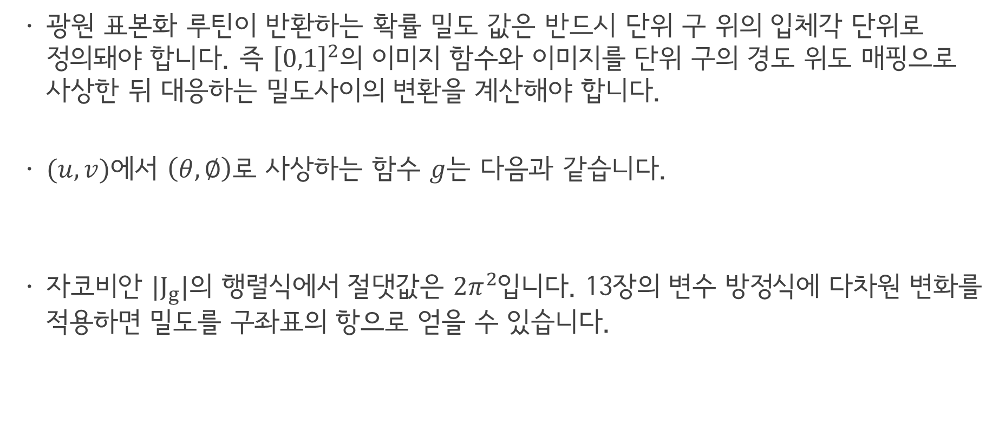 · 광원 표본화 루틴이 반환하는 확률 밀도 값은 반드시 단위 구 위의 입체각 단위로
정의돼야 합니다. 즉 [0,1]²의 이미지 함수와 이미지를 단위 구의 경도 위도 매핑으로
사상한 뒤 대응하는 밀도사이의 변환을 계산해야 합니다.
· (u, v)에서 (θ, ∅)로 사상하는 함수 g는 다음과 같습니다.
· 자코비안 |J_g|의 행렬식에서 절댓값은 2π²입니다. 13장의 변수 방정식에 다차원 변화를
적용하면 밀도를 구좌표의 항으로 얻을 수 있습니다.